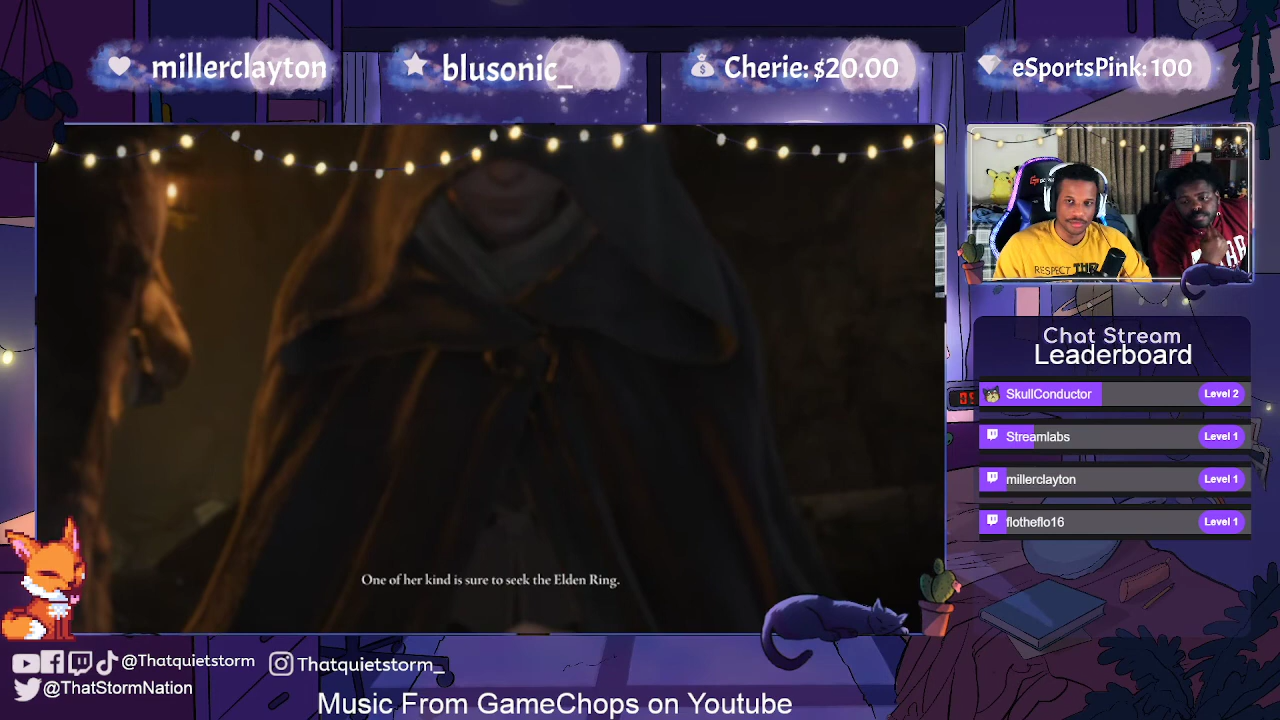 millerclayton
blusonic_
Cherie: $20.00
eSportsPink: 100
RESPECT THE
Chat Stream
Leaderboard
SkullConductor Level 2
Streamlabs Level 1
millerclayton Level 1
flotheflo16 Level 1
One of her kind is sure to seek the Elden Ring.
@Thatquietstorm
Thatquietstorm_
@ThatStormNation
Music From GameChops on Youtube